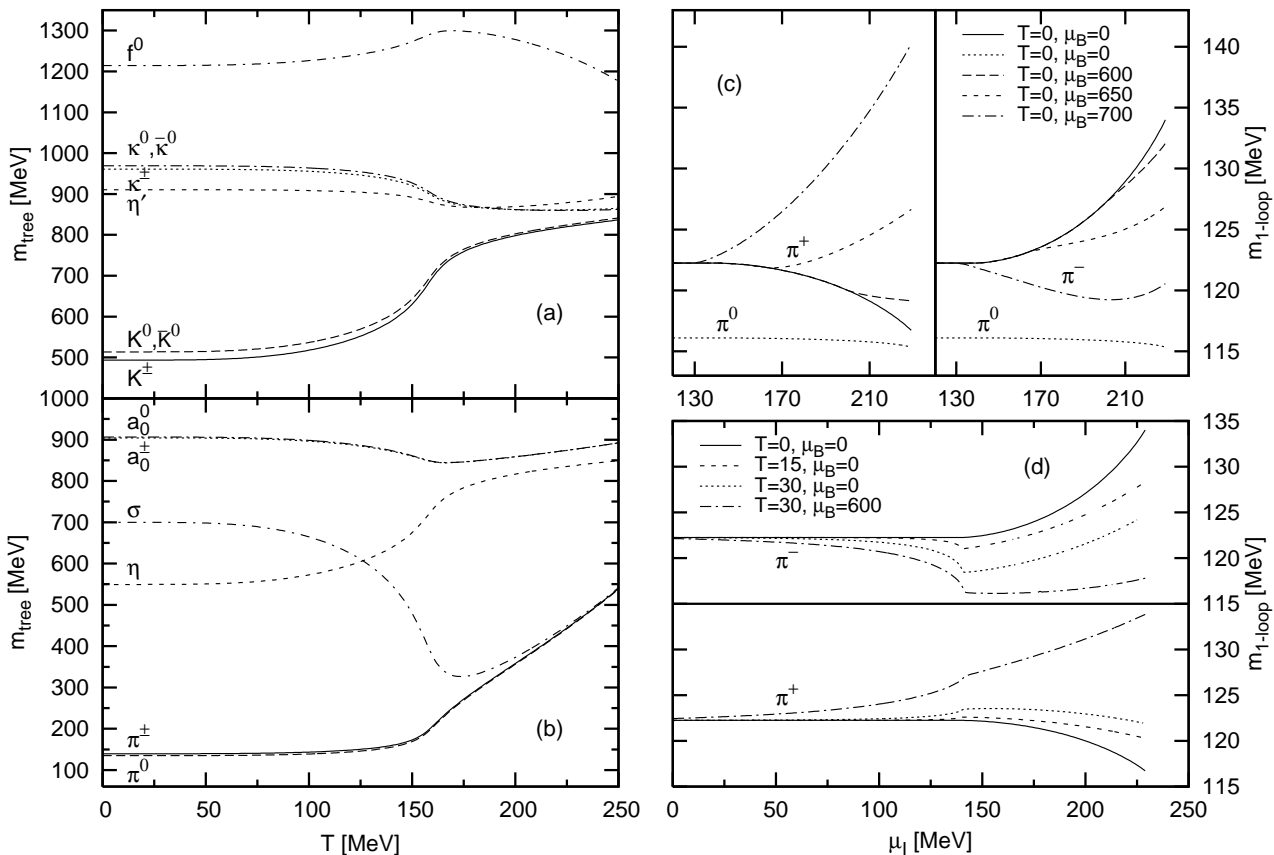 1300
1200
1000
900
800
700
600
500
1000
m_tree [MeV]
f⁰
κ⁰,κ̄⁰
κ±
η′
K⁰,K̄⁰
K±
(a)
900
800
700
600
500
400
300
200
100
m_tree [MeV]
a₀⁰
a₀±
σ
η
π±
π⁰
(b)
0 50 100 150 200 250
T [MeV]
(c)
π⁺
π⁰
130 170 210
T=0, μ_B=0
T=0, μ_B=0
T=0, μ_B=600
T=0, μ_B=650
T=0, μ_B=700
π⁻
π⁰
130 170 210
140
135
130
125
120
115
m_1-loop [MeV]
T=0, μ_B=0
T=15, μ_B=0
T=30, μ_B=0
T=30, μ_B=600
(d)
π⁻
135
130
125
120
115
m_1-loop [MeV]
π⁺
135
130
125
120
115
0 50 100 150 200 250
μ_I [MeV]